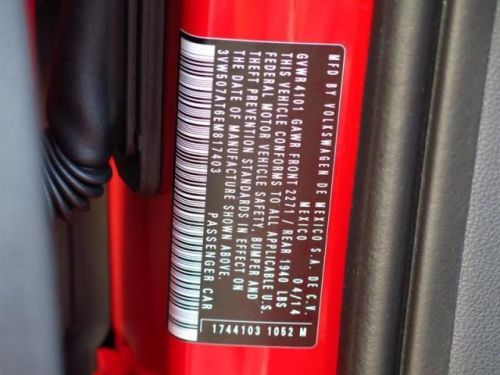 MFD BY VOLKSWAGEN DE MEXICO S.A. DE C.V.
MEXICO 04/14
GVWR4101 GAWR FRONT 2271 / REAR 1940 LBS
THIS VEHICLE CONFORMS TO ALL APPLICABLE U.S.
FEDERAL MOTOR VEHICLE SAFETY, BUMPER AND
THEFT PREVENTION STANDARDS IN EFFECT ON
THE DATE OF MANUFACTURE SHOWN ABOVE.
3VW507AT6EM817403 PASSENGER CAR
1744103 1052 M